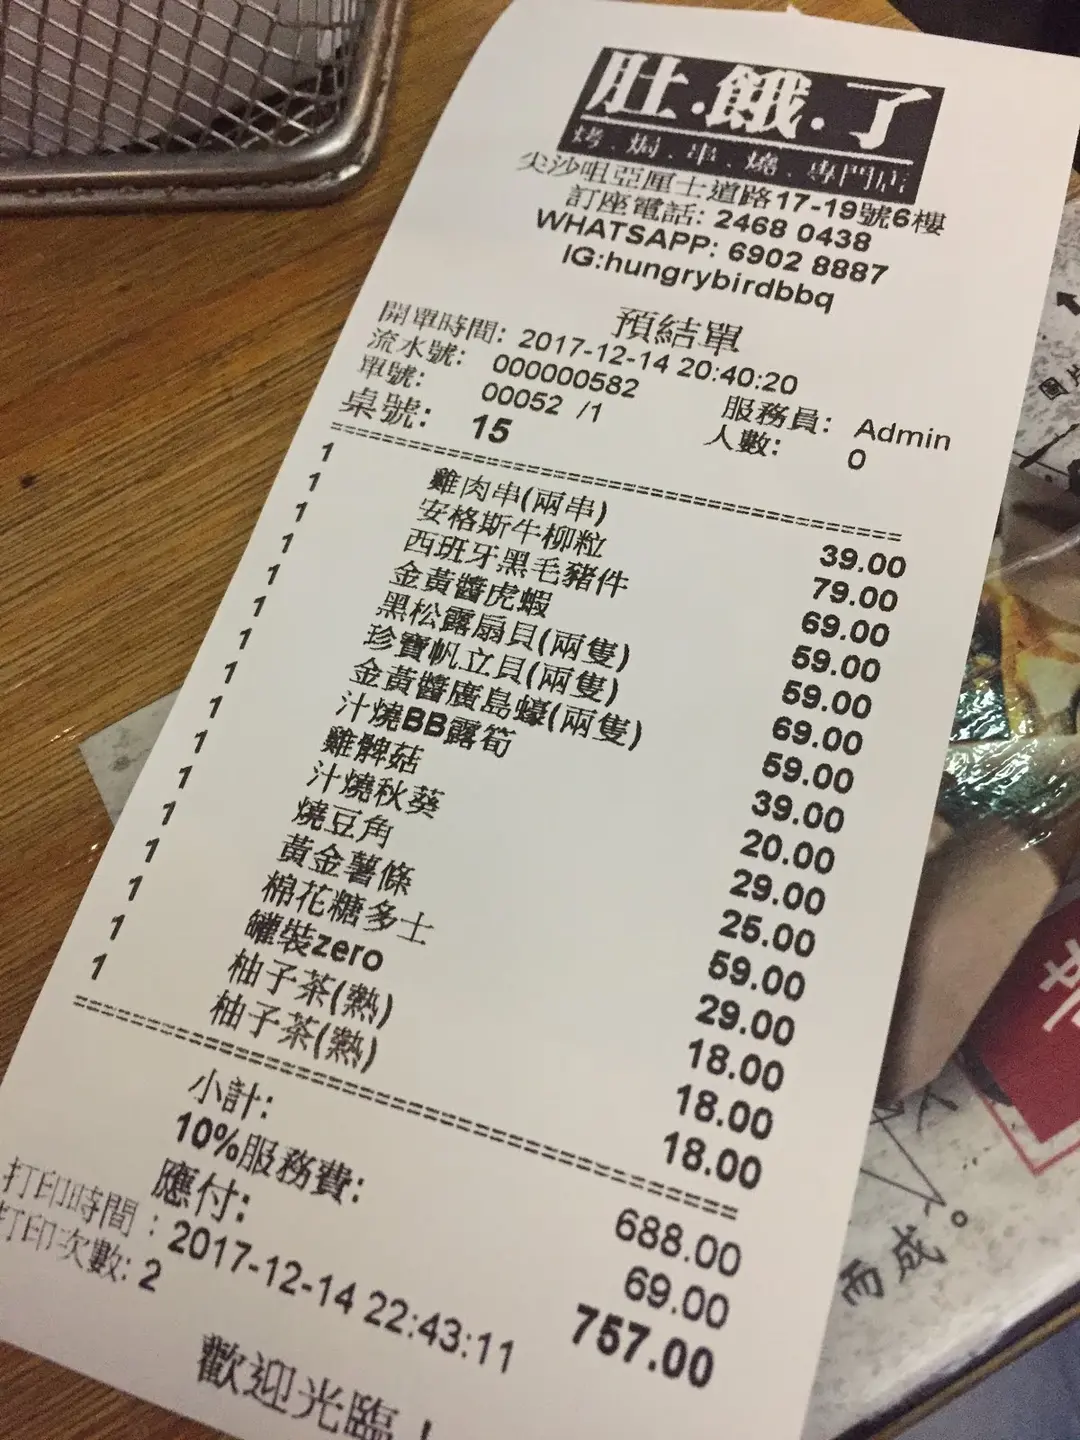 肚.餓.了
烤.焗.串.燒.專門店
尖沙咀亞厘士道路17-19號6樓
訂座電話: 2468 0438
WHATSAPP: 6902 8887
IG:hungrybirdbbq
預結單
開單時間: 2017-12-14 20:40:20
流水號: 000000582 服務員: Admin
單號: 00052 /1 人數: 0
桌號: 15
1 雞肉串(兩串) 39.00
1 安格斯牛柳粒 79.00
1 西班牙黑毛豬件 69.00
1 金黃醬虎蝦 59.00
1 黑松露扇貝(兩隻) 59.00
1 珍寶帆立貝(兩隻) 69.00
1 金黃醬廣島蠔(兩隻) 59.00
1 汁燒BB露筍 39.00
1 雞髀菇 20.00
1 汁燒秋葵 29.00
1 燒豆角 25.00
1 黃金薯條 59.00
1 棉花糖多士 29.00
1 罐裝zero 18.00
1 柚子茶(熱) 18.00
1 柚子茶(熱) 18.00
小計: 688.00
10%服務費: 69.00
應付: 757.00
打印時間: 2017-12-14 22:43:11
打印次數: 2
歡迎光臨!
而成。